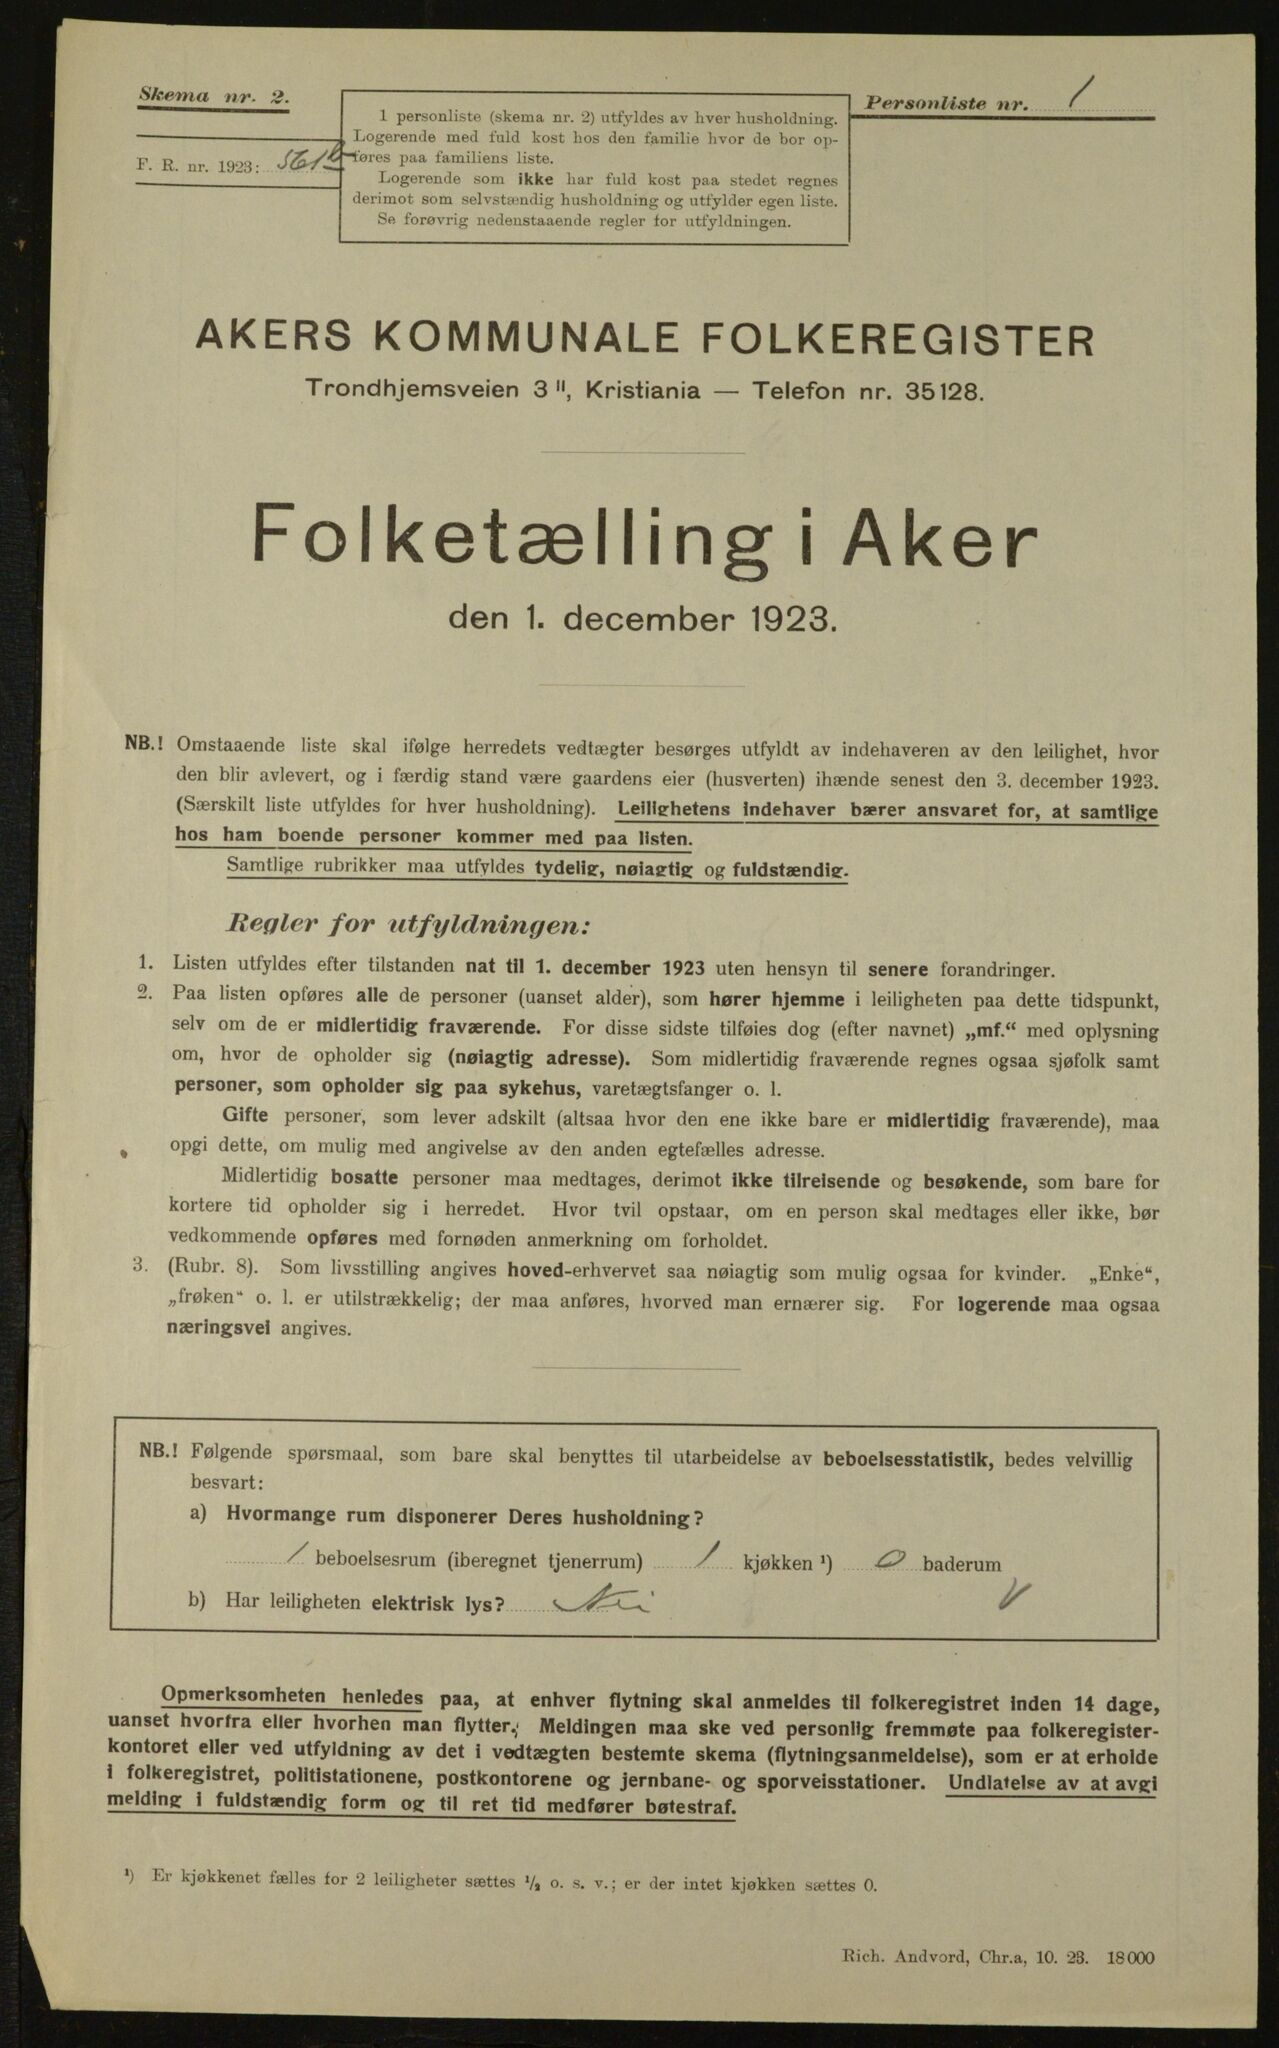 Skema nr. 2.
Personliste nr. 1
F. R. nr. 1923: 561b
1 personliste (skema nr. 2) utfyldes av hver husholdning.
Logerende med fuld kost hos den familie hvor de bor op-
føres paa familiens liste.
Logerende som ikke har fuld kost paa stedet regnes
derimot som selvstændig husholdning og utfylder egen liste.
Se forøvrig nedenstaaende regler for utfyldningen.
AKERS KOMMUNALE FOLKEREGISTER
Trondhjemsveien 3 II, Kristiania — Telefon nr. 35128.
Folketælling i Aker
den 1. december 1923.
NB.! Omstaaende liste skal ifølge herredets vedtægter besørges utfyldt av indehaveren av den leilighet, hvor
den blir avlevert, og i færdig stand være gaardens eier (husverten) ihænde senest den 3. december 1923.
(Særskilt liste utfyldes for hver husholdning). Leilighetens indehaver bærer ansvaret for, at samtlige
hos ham boende personer kommer med paa listen.
Samtlige rubrikker maa utfyldes tydelig, nøiagtig og fuldstændig.
Regler for utfyldningen:
1. Listen utfyldes efter tilstanden nat til 1. december 1923 uten hensyn til senere forandringer.
2. Paa listen opføres alle de personer (uanset alder), som hører hjemme i leiligheten paa dette tidspunkt,
selv om de er midlertidig fraværende. For disse sidste tilføies dog (efter navnet) „mf.“ med oplysning
om, hvor de opholder sig (nøiagtig adresse). Som midlertidig fraværende regnes ogsaa sjøfolk samt
personer, som opholder sig paa sykehus, varetægtsfanger o. l.
Gifte personer, som lever adskilt (altsaa hvor den ene ikke bare er midlertidig fraværende), maa
opgi dette, om mulig med angivelse av den anden egtefælles adresse.
Midlertidig bosatte personer maa medtages, derimot ikke tilreisende og besøkende, som bare for
kortere tid opholder sig i herredet. Hvor tvil opstaar, om en person skal medtages eller ikke, bør
vedkommende opføres med fornøden anmerkning om forholdet.
3. (Rubr. 8). Som livsstilling angives hoved-erhvervet saa nøiagtig som mulig ogsaa for kvinder. „Enke“,
„frøken“ o. l. er utilstrækkelig; der maa anføres, hvorved man ernærer sig. For logerende maa ogsaa
næringsvei angives.
NB.! Følgende spørsmaal, som bare skal benyttes til utarbeidelse av beboelsesstatistik, bedes velvillig
besvart:
a) Hvormange rum disponerer Deres husholdning?
1 beboelsesrum (iberegnet tjenerrum) 1 kjøkken ¹) 0 baderum
b) Har leiligheten elektrisk lys? Nei
Opmerksomheten henledes paa, at enhver flytning skal anmeldes til folkeregistret inden 14 dage,
uanset hvorfra eller hvorhen man flytter. Meldingen maa ske ved personlig fremmøte paa folkeregister-
kontoret eller ved utfyldning av det i vedtægten bestemte skema (flytningsanmeldelse), som er at erholde
i folkeregistret, politistationene, postkontorene og jernbane- og sporveisstationer. Undlatelse av at avgi
melding i fuldstændig form og til ret tid medfører bøtestraf.
¹) Er kjøkkenet fælles for 2 leiligheter sættes ½ o. s. v.; er der intet kjøkken sættes 0.
Rich. Andvord, Chr.a, 10. 23. 18000